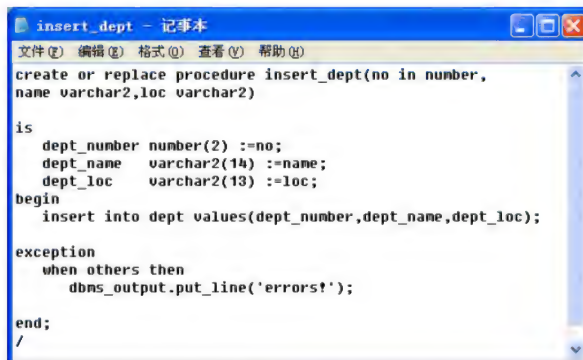 insert_dept - 记事本
文件(F) 编辑(E) 格式(O) 查看(V) 帮助(H)
create or replace procedure insert_dept(no in number,
name varchar2,loc varchar2)
is
dept_number number(2) :=no;
dept_name varchar2(14) :=name;
dept_loc varchar2(13) :=loc;
begin
insert into dept values(dept_number,dept_name,dept_loc);
exception
when others then
dbms_output.put_line('errors!');
end;
/